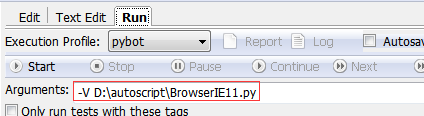 Edit Text Edit Run
Execution Profile: pybot Report Log Autosav
Start Stop Pause Continue Next
Arguments: -V D:\autoscript\BrowserIE11.py
Only run tests with these tags